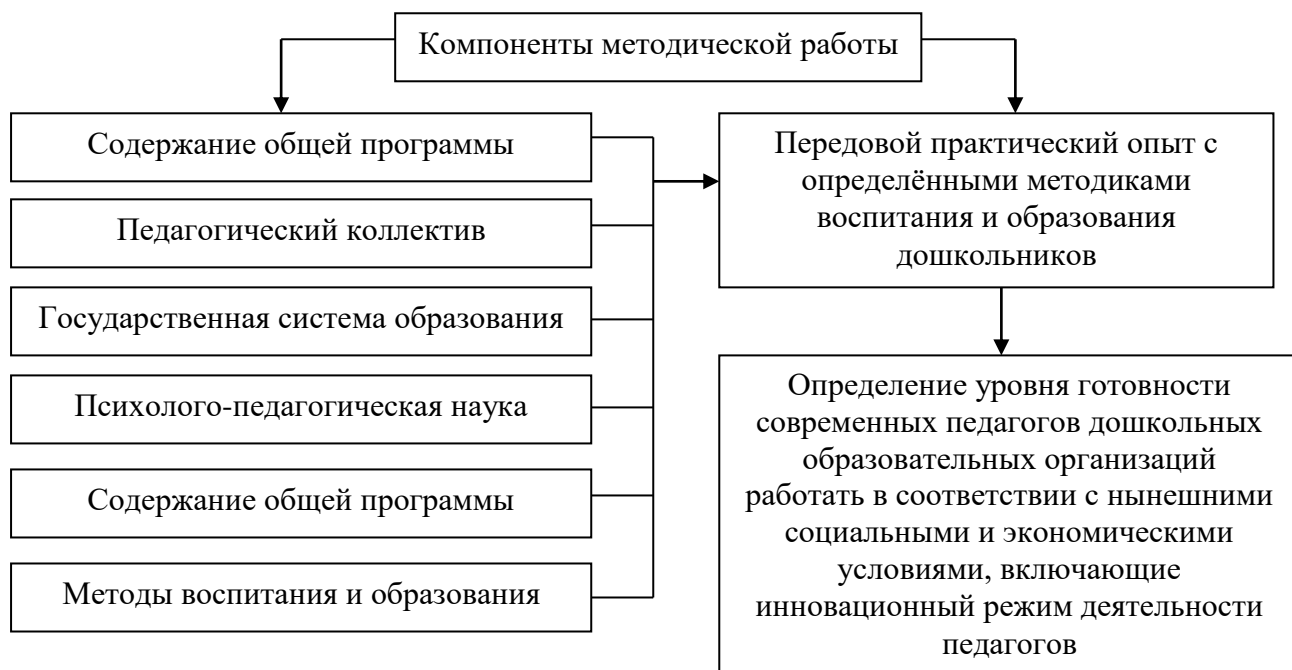 Компоненты методической работы
Содержание общей программы
Педагогический коллектив
Государственная система образования
Психолого-педагогическая наука
Содержание общей программы
Методы воспитания и образования
Передовой практический опыт с
определёнными методиками
воспитания и образования
дошкольников
Определение уровня готовности
современных педагогов дошкольных
образовательных организаций
работать в соответствии с нынешними
социальными и экономическими
условиями, включающие
инновационный режим деятельности
педагогов